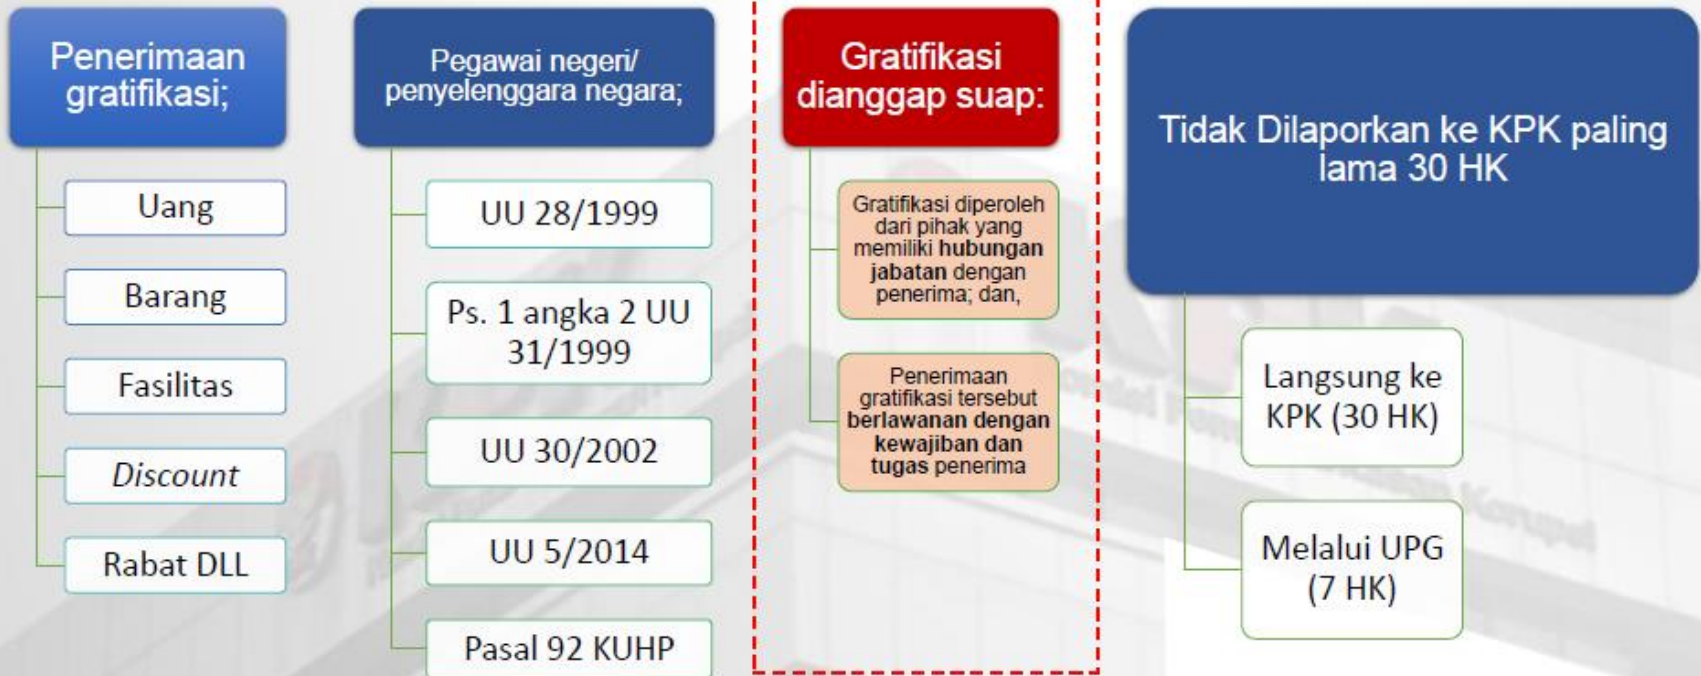 Penerimaan
gratifikasi;
Uang
Barang
Fasilitas
Discount
Rabat DLL
Pegawai negeri/
penyelenggara negara;
UU 28/1999
Ps. 1 angka 2 UU
31/1999
UU 30/2002
UU 5/2014
Pasal 92 KUHP
Gratifikasi
dianggap suap:
Gratifikasi diperoleh
dari pihak yang
memiliki hubungan
jabatan dengan
penerima; dan,
Penerimaan
gratifikasi tersebut
berlawanan dengan
kewajiban dan
tugas penerima
Tidak Dilaporkan ke KPK paling
lama 30 HK
Langsung ke
KPK (30 HK)
Melalui UPG
(7 HK)